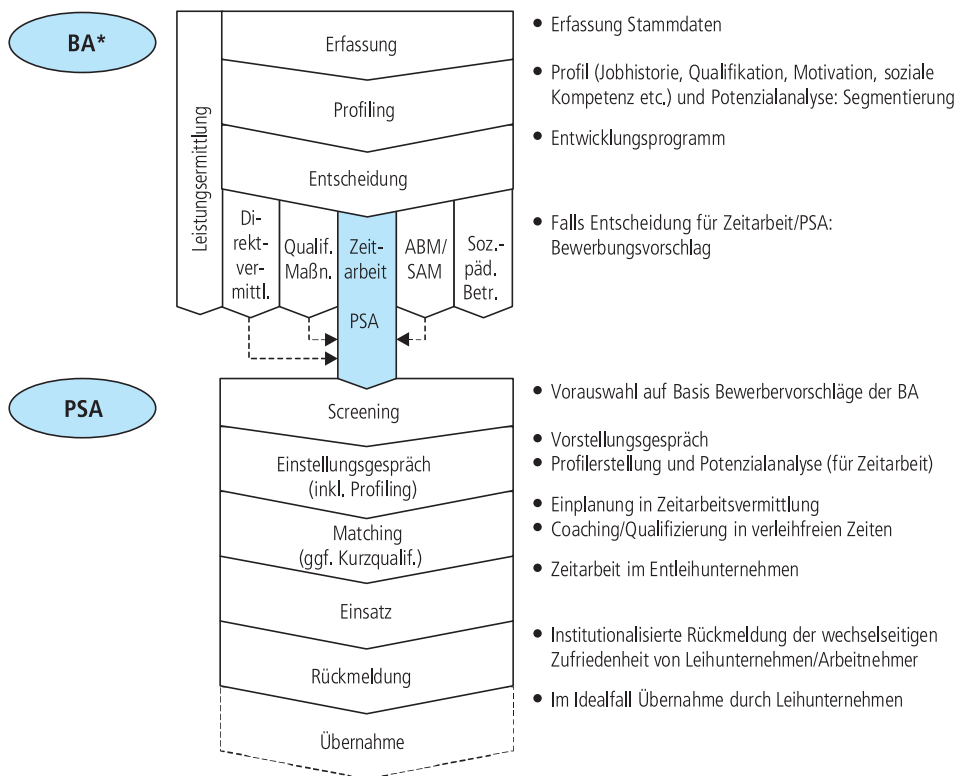 BA*
Leistungsermittlung
Erfassung
Profiling
Entscheidung
Di-
rekt-
ver-
mittl.
Qualif.
Maßn.
Zeit-
arbeit
PSA
ABM/
SAM
Soz.-
päd.
Betr.
• Erfassung Stammdaten
• Profil (Jobhistorie, Qualifikation, Motivation, soziale
Kompetenz etc.) und Potenzialanalyse: Segmentierung
• Entwicklungsprogramm
• Falls Entscheidung für Zeitarbeit/PSA:
Bewerbungsvorschlag
PSA
Screening
Einstellungsgespräch
(inkl. Profiling)
Matching
(ggf. Kurzqualif.)
Einsatz
Rückmeldung
Übernahme
• Vorauswahl auf Basis Bewerbervorschläge der BA
• Vorstellungsgespräch
• Profilerstellung und Potenzialanalyse (für Zeitarbeit)
• Einplanung in Zeitarbeitsvermittlung
• Coaching/Qualifizierung in verleihfreien Zeiten
• Zeitarbeit im Entleihunternehmen
• Institutionalisierte Rückmeldung der wechselseitigen
Zufriedenheit von Leihunternehmen/Arbeitnehmer
• Im Idealfall Übernahme durch Leihunternehmen